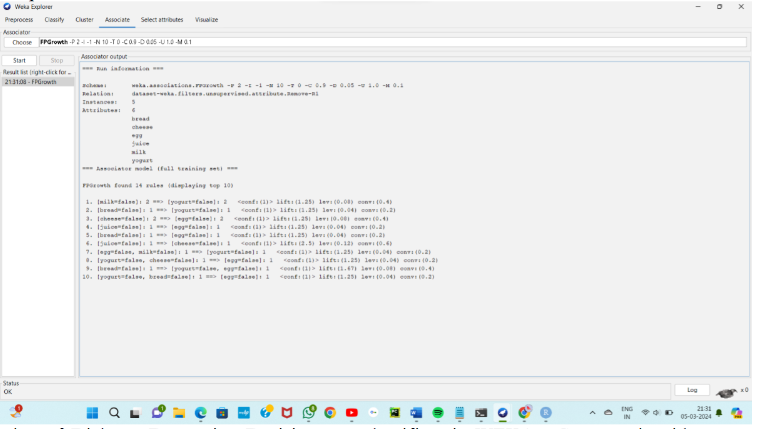 Weka Explorer
Preprocess Classify Cluster Associate Select attributes Visualize
Associator
Choose FPGrowth -P 2 -I -1 -N 10 -T 0 -C 0.9 -D 0.05 -U 1.0 -M 0.1
Start Stop
Associator output
Result list (right-click for ...
21:31:08 - FPGrowth
=== Run information ===
Scheme: weka.associations.FPGrowth -P 2 -I -1 -N 10 -T 0 -C 0.9 -D 0.05 -U 1.0 -M 0.1
Relation: dataset-weka.filters.unsupervised.attribute.Remove-R1
Instances: 5
Attributes: 6
bread
cheese
egg
juice
milk
yogurt
=== Associator model (full training set) ===
FPGrowth found 16 rules (displaying top 10)
1. [milk=false]: 2 ==> [yogurt=false]: 2 <conf:(1)> lift:(1.25) lev:(0.08) conv:(0.4)
2. [bread=false]: 1 ==> [yogurt=false]: 1 <conf:(1)> lift:(1.25) lev:(0.04) conv:(0.2)
3. [cheese=false]: 2 ==> [egg=false]: 2 <conf:(1)> lift:(1.25) lev:(0.08) conv:(0.4)
4. [juice=false]: 1 ==> [egg=false]: 1 <conf:(1)> lift:(1.25) lev:(0.04) conv:(0.2)
5. [bread=false]: 1 ==> [egg=false]: 1 <conf:(1)> lift:(1.25) lev:(0.04) conv:(0.2)
6. [juice=false]: 1 ==> [cheese=false]: 1 <conf:(1)> lift:(2.5) lev:(0.12) conv:(0.6)
7. [egg=false, milk=false]: 1 ==> [yogurt=false]: 1 <conf:(1)> lift:(1.25) lev:(0.04) conv:(0.2)
8. [yogurt=false, cheese=false]: 1 ==> [egg=false]: 1 <conf:(1)> lift:(1.25) lev:(0.04) conv:(0.2)
9. [bread=false]: 1 ==> [yogurt=false, egg=false]: 1 <conf:(1)> lift:(1.67) lev:(0.08) conv:(0.4)
10. [yogurt=false, bread=false]: 1 ==> [egg=false]: 1 <conf:(1)> lift:(1.25) lev:(0.04) conv:(0.2)
Status
OK
Log x 0
ENG
IN
21:31
05-03-2024